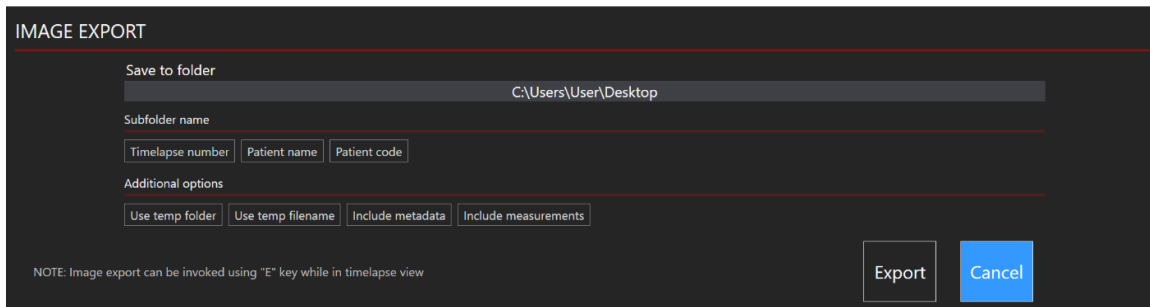 IMAGE EXPORT
Save to folder
C:\Users\User\Desktop
Subfolder name
Timelapse number Patient name Patient code
Additional options
Use temp folder Use temp filename Include metadata Include measurements
NOTE: Image export can be invoked using "E" key while in timelapse view
Export Cancel